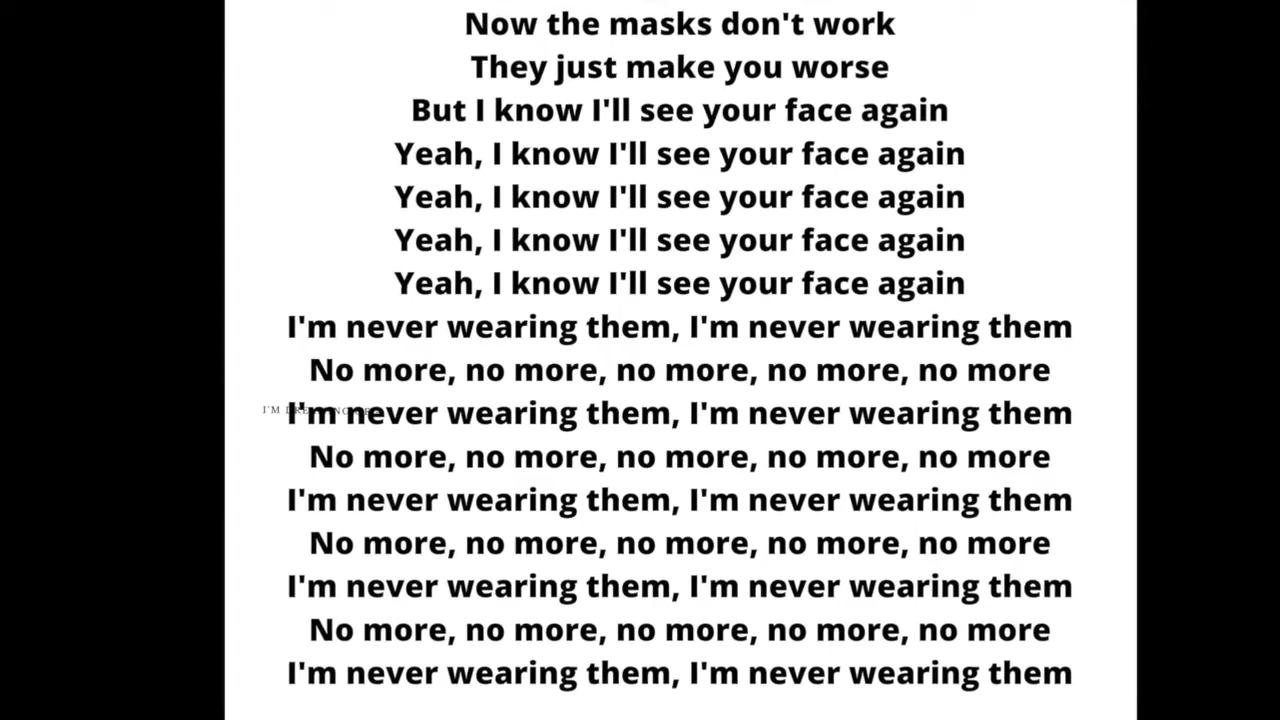 Now the masks don't work
They just make you worse
But I know I'll see your face again
Yeah, I know I'll see your face again
Yeah, I know I'll see your face again
Yeah, I know I'll see your face again
Yeah, I know I'll see your face again
I'm never wearing them, I'm never wearing them
No more, no more, no more, no more, no more
I'M
I'm never wearing them, I'm never wearing them
No more, no more, no more, no more, no more
I'm never wearing them, I'm never wearing them
No more, no more, no more, no more, no more
I'm never wearing them, I'm never wearing them
No more, no more, no more, no more, no more
I'm never wearing them, I'm never wearing them